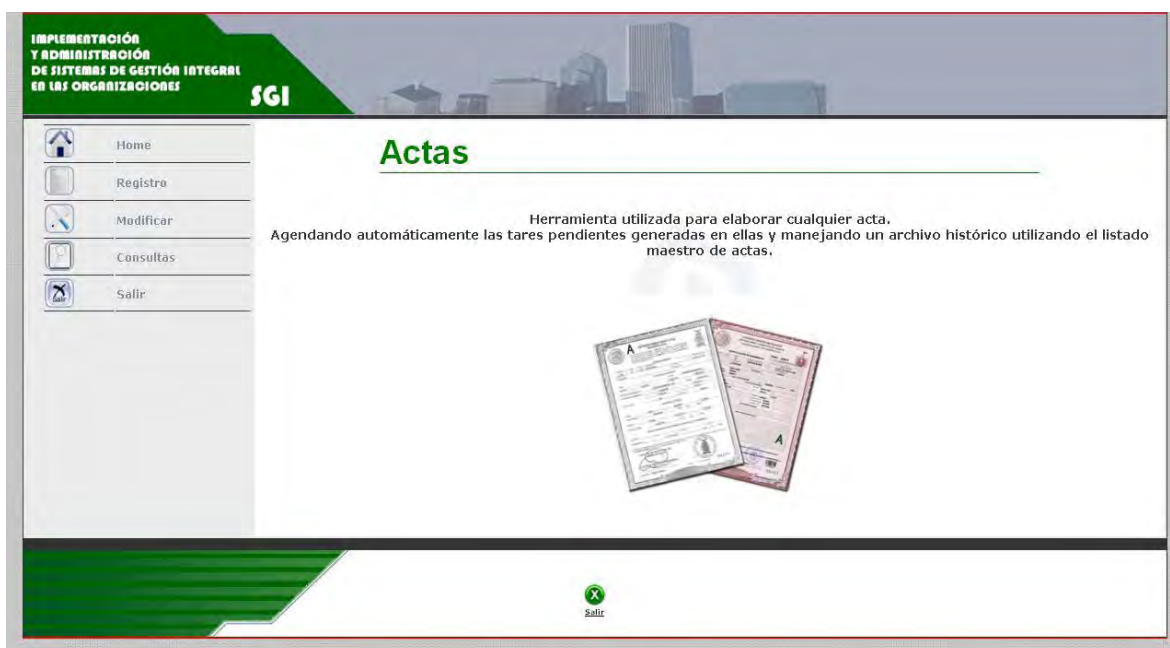 IMPLEMENTACIÓN
Y ADMINISTRACIÓN
DE SISTEMAS DE GESTIÓN INTEGRAL
EN LAS ORGANIZACIONES
SGI
Home
Registro
Modificar
Consultas
Salir
Salir
Actas
Herramienta utilizada para elaborar cualquier acta.
Agendando automáticamente las tares pendientes generadas en ellas y manejando un archivo histórico utilizando el listado
maestro de actas.
A
A
X
Salir